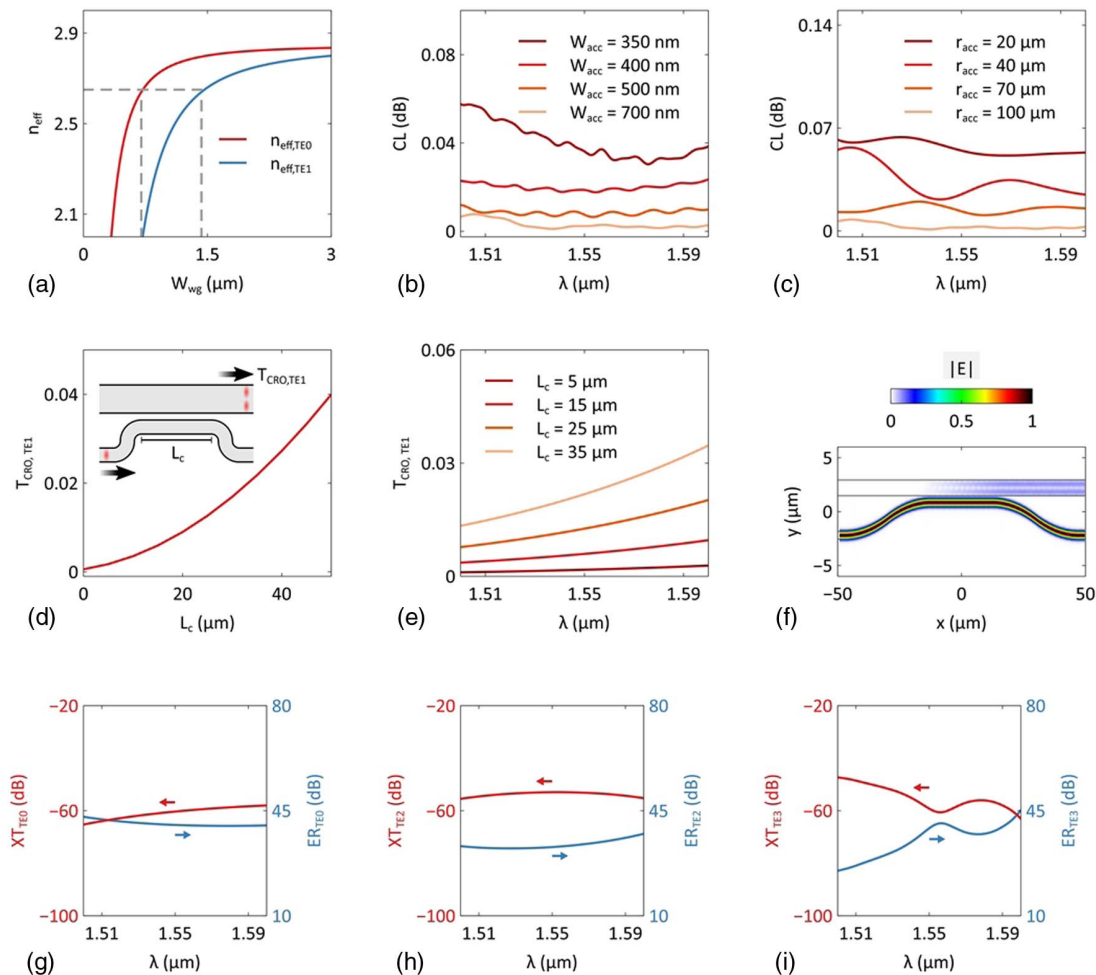 2.9
2.5
2.1
n_eff
n_eff,TE0
n_eff,TE1
0 1.5 3
W_wg (μm)
(a)
0.08
0.04
0
CL (dB)
W_acc = 350 nm
W_acc = 400 nm
W_acc = 500 nm
W_acc = 700 nm
1.51 1.55 1.59
λ (μm)
(b)
0.14
0.07
0
CL (dB)
r_acc = 20 μm
r_acc = 40 μm
r_acc = 70 μm
r_acc = 100 μm
1.51 1.55 1.59
λ (μm)
(c)
0.04
0.02
0
T_CRO, TE1
T_CRO,TE1
L_c
0 20 40
L_c (μm)
(d)
0.06
0.03
0
T_CRO, TE1
L_c = 5 μm
L_c = 15 μm
L_c = 25 μm
L_c = 35 μm
1.51 1.55 1.59
λ (μm)
(e)
|E|
0 0.5 1
5
0
−5
y (μm)
−50 0 50
x (μm)
(f)
−20
−60
−100
XT_TE0 (dB)
80
45
10
ER_TE0 (dB)
1.51 1.55 1.59
λ (μm)
(g)
−20
−60
−100
XT_TE2 (dB)
80
45
10
ER_TE2 (dB)
1.51 1.55 1.59
λ (μm)
(h)
−20
−60
−100
XT_TE3 (dB)
80
45
10
ER_TE3 (dB)
1.51 1.55 1.59
λ (μm)
(i)